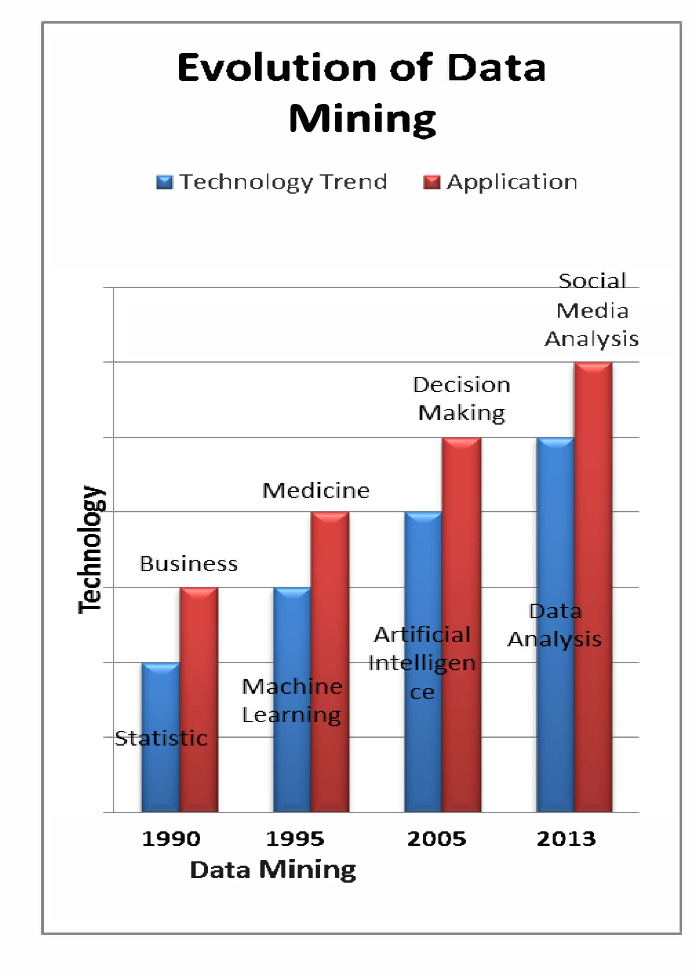 Evolution of Data
Mining
Technology Trend
Application
Social
Media
Analysis
Decision
Making
Medicine
Business
Technology
Data
Analysis
Artificial
Intelligen
ce
Machine
Learning
Statistic
1990
1995
2005
2013
Data Mining